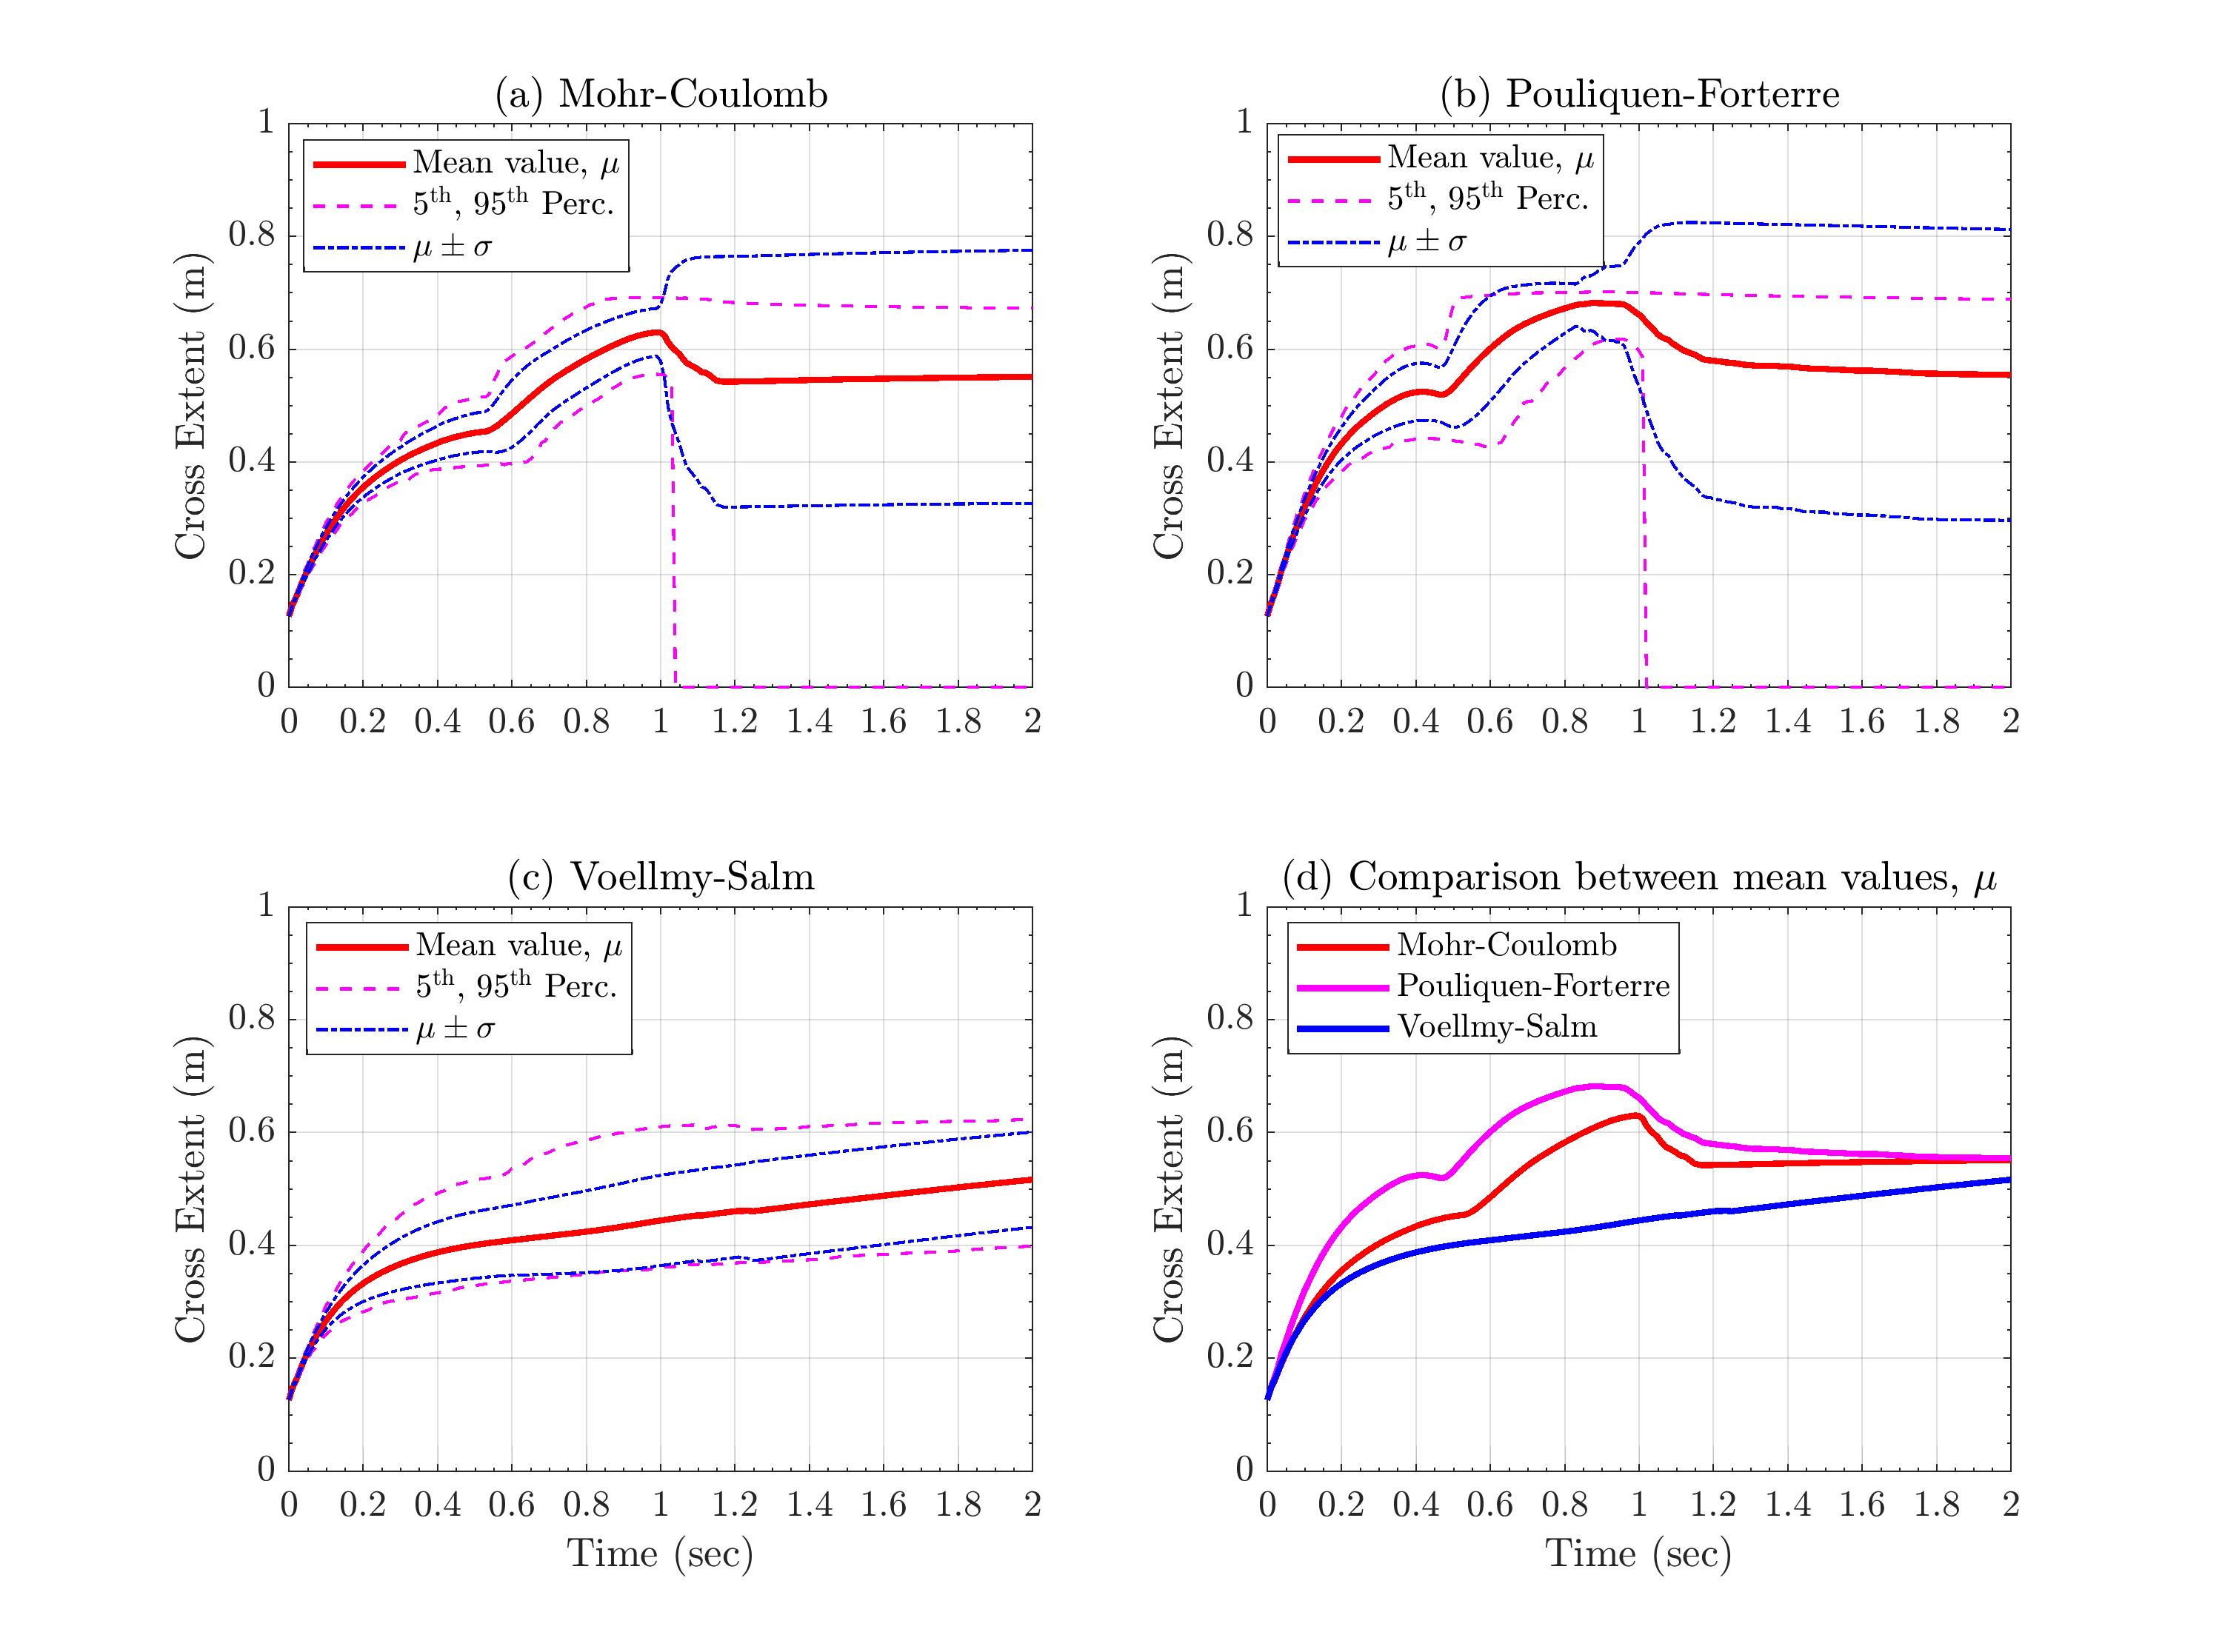 (a) Mohr-Coulomb
Cross Extent (m)
1
0.8
0.6
0.4
0.2
0
0 0.2 0.4 0.6 0.8 1 1.2 1.4 1.6 1.8 2
Mean value, μ
5th, 95th Perc.
μ ± σ
(b) Pouliquen-Forterre
Cross Extent (m)
1
0.8
0.6
0.4
0.2
0
0 0.2 0.4 0.6 0.8 1 1.2 1.4 1.6 1.8 2
Mean value, μ
5th, 95th Perc.
μ ± σ
(c) Voellmy-Salm
Cross Extent (m)
1
0.8
0.6
0.4
0.2
0
0 0.2 0.4 0.6 0.8 1 1.2 1.4 1.6 1.8 2
Time (sec)
Mean value, μ
5th, 95th Perc.
μ ± σ
(d) Comparison between mean values, μ
Cross Extent (m)
1
0.8
0.6
0.4
0.2
0
0 0.2 0.4 0.6 0.8 1 1.2 1.4 1.6 1.8 2
Time (sec)
Mohr-Coulomb
Pouliquen-Forterre
Voellmy-Salm